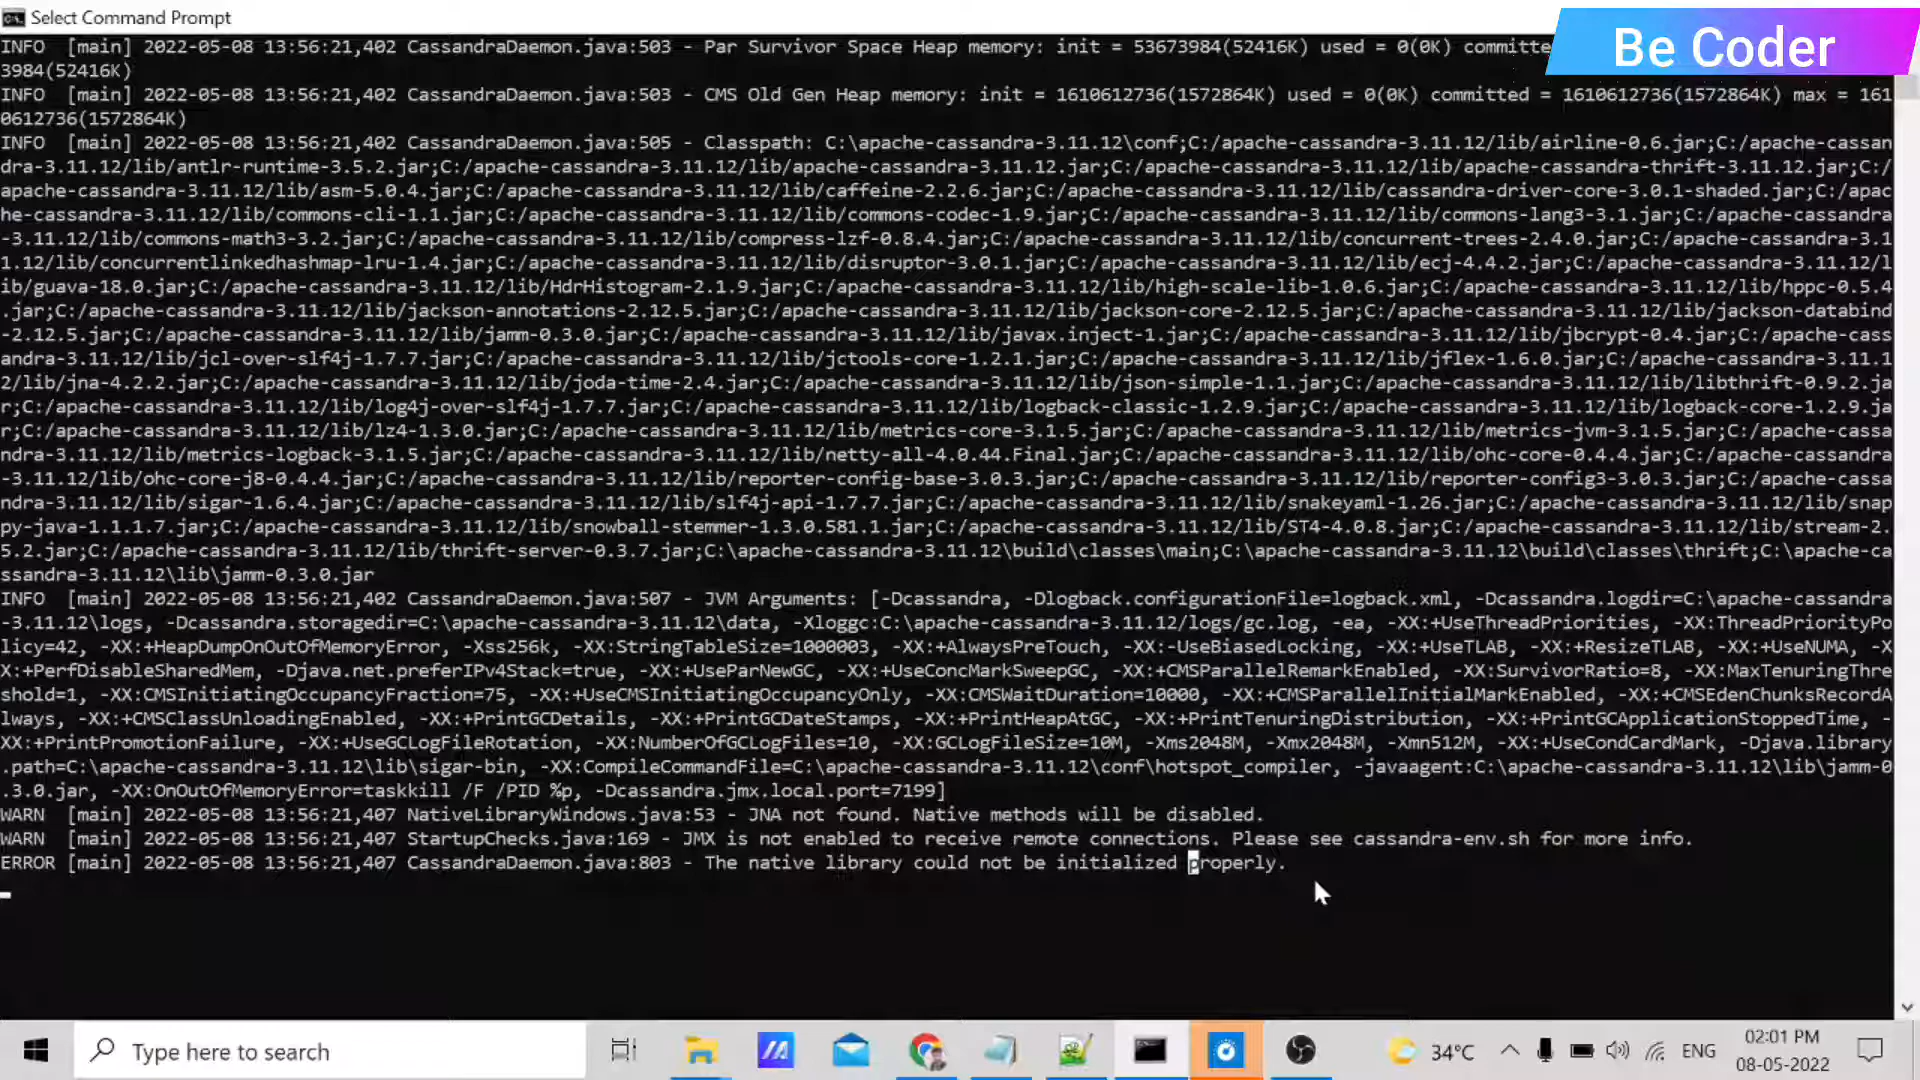 Select Command Prompt
Be Coder
INFO  [main] 2022-05-08 13:56:21,402 CassandraDaemon.java:503 - Par Survivor Space Heap memory: init = 53673984(52416K) used = 0(0K) committe
3984(52416K)
INFO  [main] 2022-05-08 13:56:21,402 CassandraDaemon.java:503 - CMS Old Gen Heap memory: init = 1610612736(1572864K) used = 0(0K) committed = 1610612736(1572864K) max = 161
0612736(1572864K)
INFO  [main] 2022-05-08 13:56:21,402 CassandraDaemon.java:505 - Classpath: C:\apache-cassandra-3.11.12\conf;C:/apache-cassandra-3.11.12/lib/airline-0.6.jar;C:/apache-cassan
dra-3.11.12/lib/antlr-runtime-3.5.2.jar;C:/apache-cassandra-3.11.12/lib/apache-cassandra-3.11.12.jar;C:/apache-cassandra-3.11.12/lib/apache-cassandra-thrift-3.11.12.jar;C:/
apache-cassandra-3.11.12/lib/asm-5.0.4.jar;C:/apache-cassandra-3.11.12/lib/caffeine-2.2.6.jar;C:/apache-cassandra-3.11.12/lib/cassandra-driver-core-3.0.1-shaded.jar;C:/apac
he-cassandra-3.11.12/lib/commons-cli-1.1.jar;C:/apache-cassandra-3.11.12/lib/commons-codec-1.9.jar;C:/apache-cassandra-3.11.12/lib/commons-lang3-3.1.jar;C:/apache-cassandra
-3.11.12/lib/commons-math3-3.2.jar;C:/apache-cassandra-3.11.12/lib/compress-lzf-0.8.4.jar;C:/apache-cassandra-3.11.12/lib/concurrent-trees-2.4.0.jar;C:/apache-cassandra-3.1
1.12/lib/concurrentlinkedhashmap-lru-1.4.jar;C:/apache-cassandra-3.11.12/lib/disruptor-3.0.1.jar;C:/apache-cassandra-3.11.12/lib/ecj-4.4.2.jar;C:/apache-cassandra-3.11.12/l
ib/guava-18.0.jar;C:/apache-cassandra-3.11.12/lib/HdrHistogram-2.1.9.jar;C:/apache-cassandra-3.11.12/lib/high-scale-lib-1.0.6.jar;C:/apache-cassandra-3.11.12/lib/hppc-0.5.4
.jar;C:/apache-cassandra-3.11.12/lib/jackson-annotations-2.12.5.jar;C:/apache-cassandra-3.11.12/lib/jackson-core-2.12.5.jar;C:/apache-cassandra-3.11.12/lib/jackson-databind
-2.12.5.jar;C:/apache-cassandra-3.11.12/lib/jamm-0.3.0.jar;C:/apache-cassandra-3.11.12/lib/javax.inject-1.jar;C:/apache-cassandra-3.11.12/lib/jbcrypt-0.4.jar;C:/apache-cass
andra-3.11.12/lib/jcl-over-slf4j-1.7.7.jar;C:/apache-cassandra-3.11.12/lib/jctools-core-1.2.1.jar;C:/apache-cassandra-3.11.12/lib/jflex-1.6.0.jar;C:/apache-cassandra-3.11.1
2/lib/jna-4.2.2.jar;C:/apache-cassandra-3.11.12/lib/joda-time-2.4.jar;C:/apache-cassandra-3.11.12/lib/json-simple-1.1.jar;C:/apache-cassandra-3.11.12/lib/libthrift-0.9.2.ja
r;C:/apache-cassandra-3.11.12/lib/log4j-over-slf4j-1.7.7.jar;C:/apache-cassandra-3.11.12/lib/logback-classic-1.2.9.jar;C:/apache-cassandra-3.11.12/lib/logback-core-1.2.9.ja
r;C:/apache-cassandra-3.11.12/lib/lz4-1.3.0.jar;C:/apache-cassandra-3.11.12/lib/metrics-core-3.1.5.jar;C:/apache-cassandra-3.11.12/lib/metrics-jvm-3.1.5.jar;C:/apache-cassa
ndra-3.11.12/lib/metrics-logback-3.1.5.jar;C:/apache-cassandra-3.11.12/lib/netty-all-4.0.44.Final.jar;C:/apache-cassandra-3.11.12/lib/ohc-core-0.4.4.jar;C:/apache-cassandra
-3.11.12/lib/ohc-core-j8-0.4.4.jar;C:/apache-cassandra-3.11.12/lib/reporter-config-base-3.0.3.jar;C:/apache-cassandra-3.11.12/lib/reporter-config3-3.0.3.jar;C:/apache-cassa
ndra-3.11.12/lib/sigar-1.6.4.jar;C:/apache-cassandra-3.11.12/lib/slf4j-api-1.7.7.jar;C:/apache-cassandra-3.11.12/lib/snakeyaml-1.26.jar;C:/apache-cassandra-3.11.12/lib/snap
py-java-1.1.1.7.jar;C:/apache-cassandra-3.11.12/lib/snowball-stemmer-1.3.0.581.1.jar;C:/apache-cassandra-3.11.12/lib/ST4-4.0.8.jar;C:/apache-cassandra-3.11.12/lib/stream-2.
5.2.jar;C:/apache-cassandra-3.11.12/lib/thrift-server-0.3.7.jar;C:\apache-cassandra-3.11.12\build\classes\main;C:\apache-cassandra-3.11.12\build\classes\thrift;C:\apache-ca
ssandra-3.11.12\lib\jamm-0.3.0.jar
INFO  [main] 2022-05-08 13:56:21,402 CassandraDaemon.java:507 - JVM Arguments: [-Dcassandra, -Dlogback.configurationFile=logback.xml, -Dcassandra.logdir=C:\apache-cassandra
-3.11.12\logs, -Dcassandra.storagedir=C:\apache-cassandra-3.11.12\data, -Xloggc:C:\apache-cassandra-3.11.12/logs/gc.log, -ea, -XX:+UseThreadPriorities, -XX:ThreadPriorityPo
licy=42, -XX:+HeapDumpOnOutOfMemoryError, -Xss256k, -XX:StringTableSize=1000003, -XX:+AlwaysPreTouch, -XX:-UseBiasedLocking, -XX:+UseTLAB, -XX:+ResizeTLAB, -XX:+UseNUMA, -X
X:+PerfDisableSharedMem, -Djava.net.preferIPv4Stack=true, -XX:+UseParNewGC, -XX:+UseConcMarkSweepGC, -XX:+CMSParallelRemarkEnabled, -XX:SurvivorRatio=8, -XX:MaxTenuringThre
shold=1, -XX:CMSInitiatingOccupancyFraction=75, -XX:+UseCMSInitiatingOccupancyOnly, -XX:CMSWaitDuration=10000, -XX:+CMSParallelInitialMarkEnabled, -XX:+CMSEdenChunksRecordA
lways, -XX:+CMSClassUnloadingEnabled, -XX:+PrintGCDetails, -XX:+PrintGCDateStamps, -XX:+PrintHeapAtGC, -XX:+PrintTenuringDistribution, -XX:+PrintGCApplicationStoppedTime, -
XX:+PrintPromotionFailure, -XX:+UseGCLogFileRotation, -XX:NumberOfGCLogFiles=10, -XX:GCLogFileSize=10M, -Xms2048M, -Xmx2048M, -Xmn512M, -XX:+UseCondCardMark, -Djava.library
.path=C:\apache-cassandra-3.11.12\lib\sigar-bin, -XX:CompileCommandFile=C:\apache-cassandra-3.11.12\conf\hotspot_compiler, -javaagent:C:\apache-cassandra-3.11.12\lib\jamm-0
.3.0.jar, -XX:OnOutOfMemoryError=taskkill /F /PID %p, -Dcassandra.jmx.local.port=7199]
WARN  [main] 2022-05-08 13:56:21,407 NativeLibraryWindows.java:53 - JNA not found. Native methods will be disabled.
WARN  [main] 2022-05-08 13:56:21,407 StartupChecks.java:169 - JMX is not enabled to receive remote connections. Please see cassandra-env.sh for more info.
ERROR [main] 2022-05-08 13:56:21,407 CassandraDaemon.java:803 - The native library could not be initialized properly.
Type here to search
34°C
ENG
02:01 PM
08-05-2022